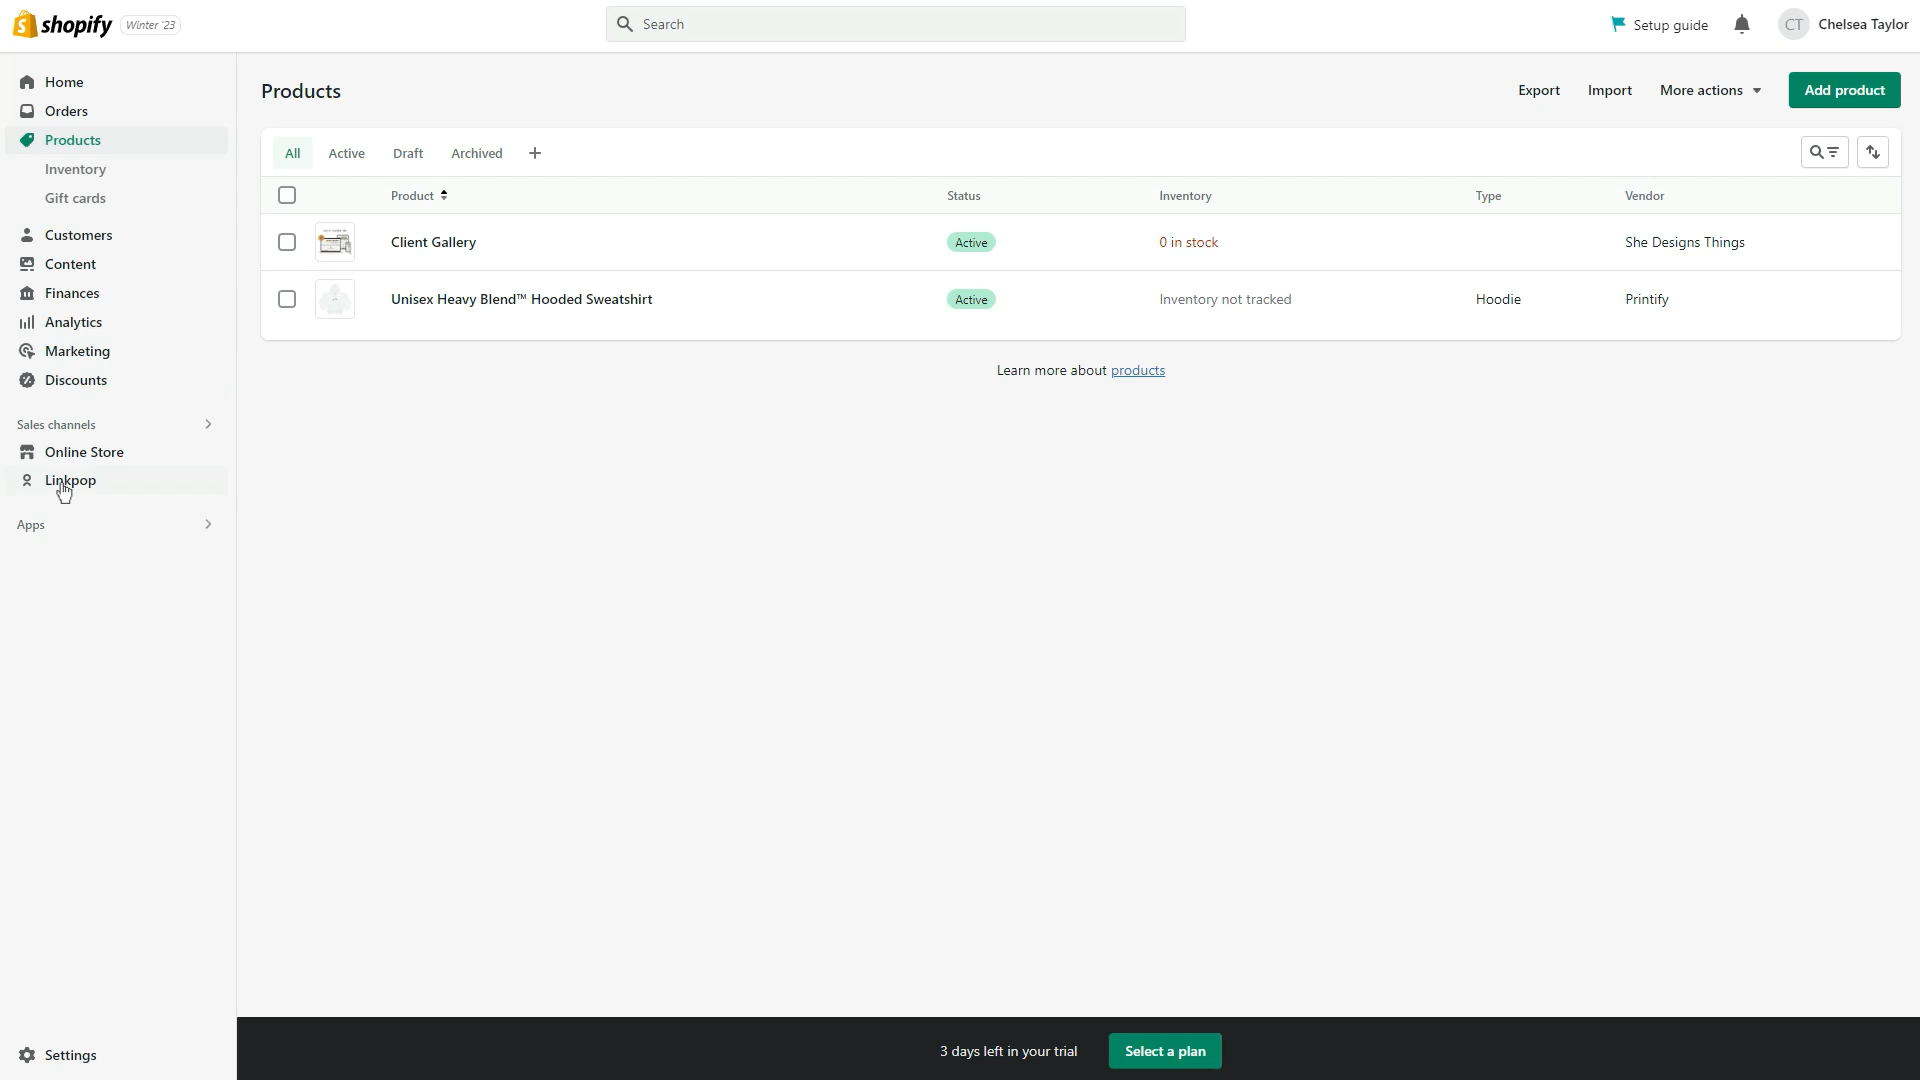 shopify Winter '23
Search
Setup guide
CT Chelsea Taylor
Home
Orders
Products
Inventory
Gift cards
Customers
Content
Finances
Analytics
Marketing
Discounts
Sales channels
Online Store
Linkpop
Apps
Settings
Products
Export Import More actions Add product
All Active Draft Archived
Product Status Inventory Type Vendor
Client Gallery Active 0 in stock She Designs Things
Unisex Heavy Blend™ Hooded Sweatshirt Active Inventory not tracked Hoodie Printify
Learn more about products
3 days left in your trial Select a plan